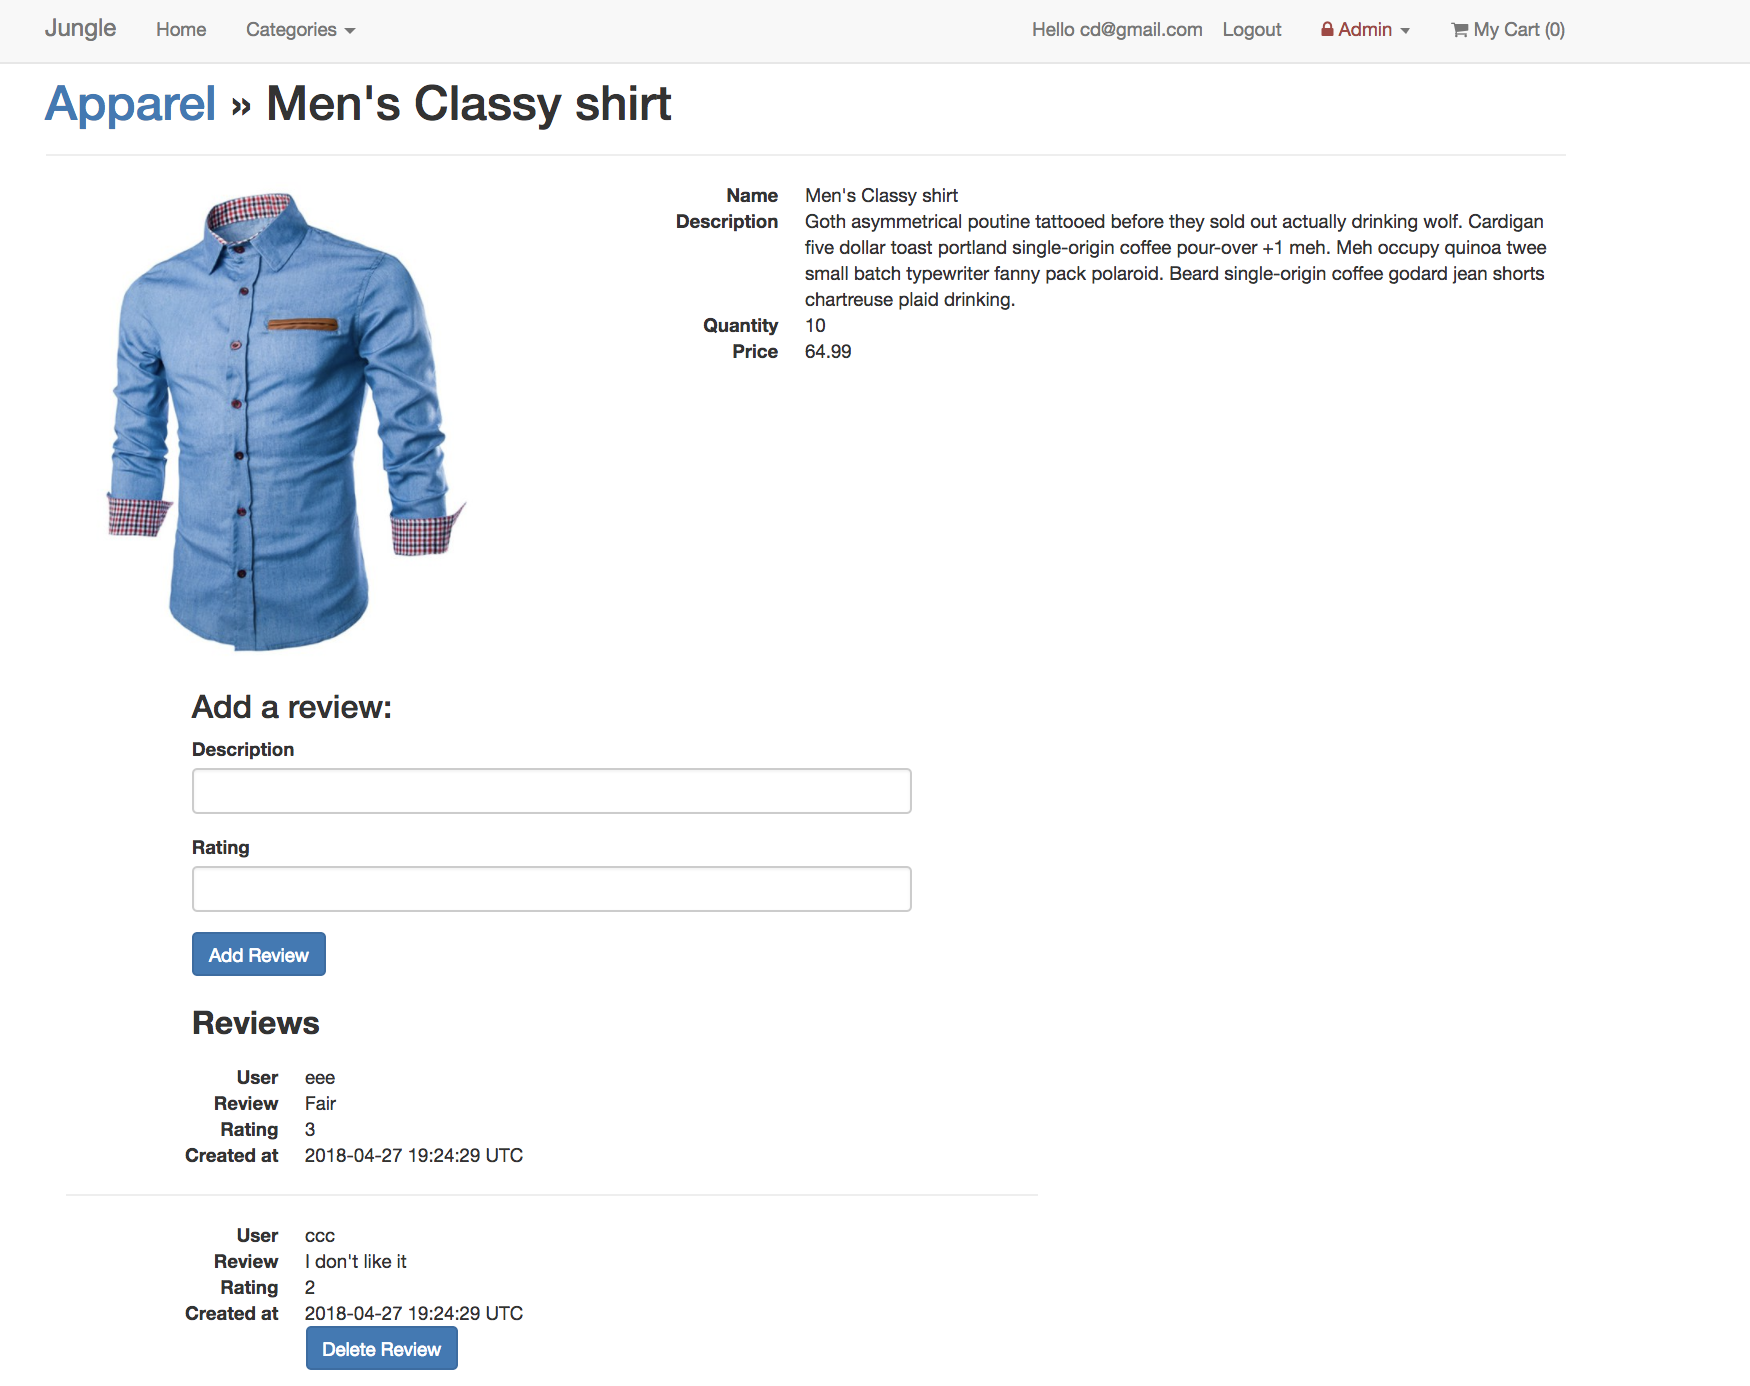 Jungle Home Categories Hello cd@gmail.com Logout Admin My Cart (0)
Apparel » Men's Classy shirt
Name Men's Classy shirt
Description Goth asymmetrical poutine tattooed before they sold out actually drinking wolf. Cardigan
five dollar toast portland single-origin coffee pour-over +1 meh. Meh occupy quinoa twee
small batch typewriter fanny pack polaroid. Beard single-origin coffee godard jean shorts
chartreuse plaid drinking.
Quantity 10
Price 64.99
Add a review:
Description
Rating
Add Review
Reviews
User eee
Review Fair
Rating 3
Created at 2018-04-27 19:24:29 UTC
User ccc
Review I don't like it
Rating 2
Created at 2018-04-27 19:24:29 UTC
Delete Review